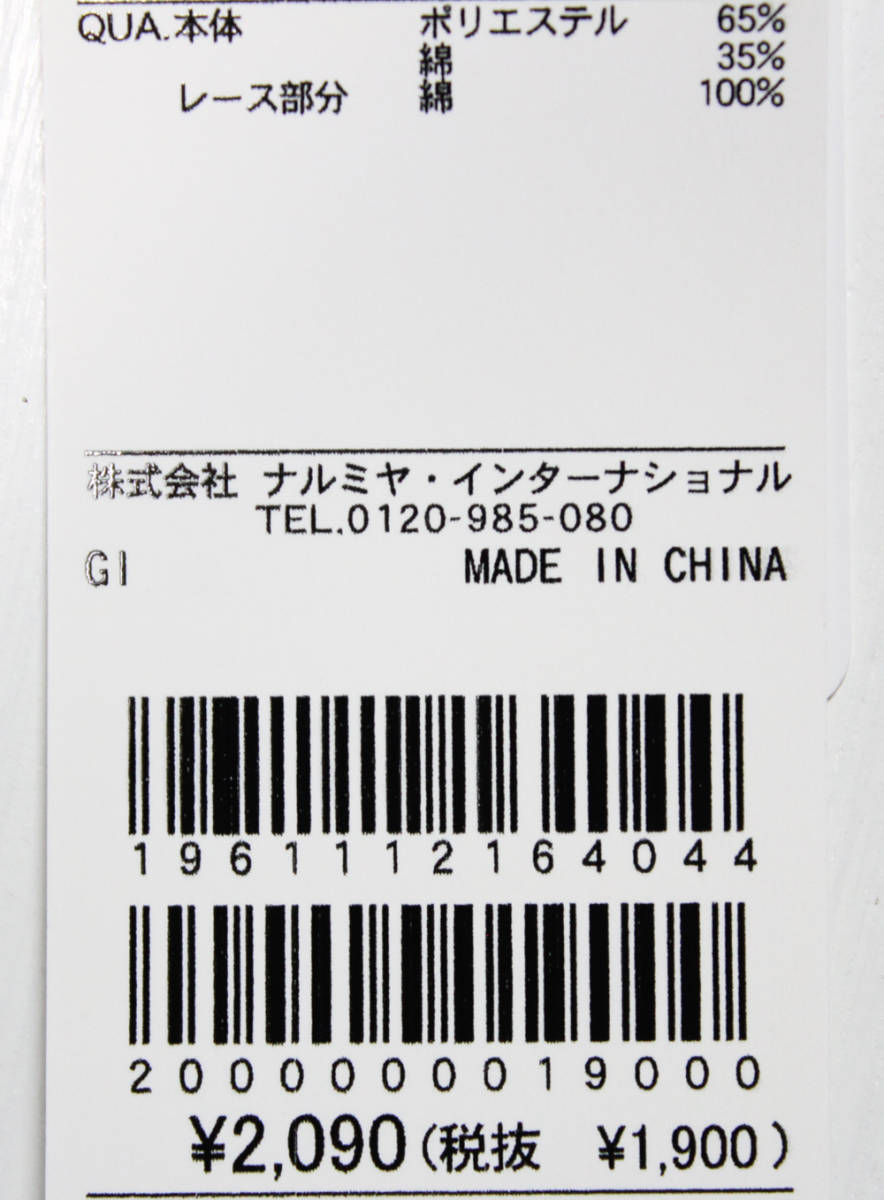 QUA.本体 ポリエステル 65%
綿 35%
レース部分 綿 100%
株式会社 ナルミヤ・インターナショナル
TEL.0120-985-080
GI MADE IN CHINA
1961112164044
2000000019000
¥2,090(税抜 ¥1,900)